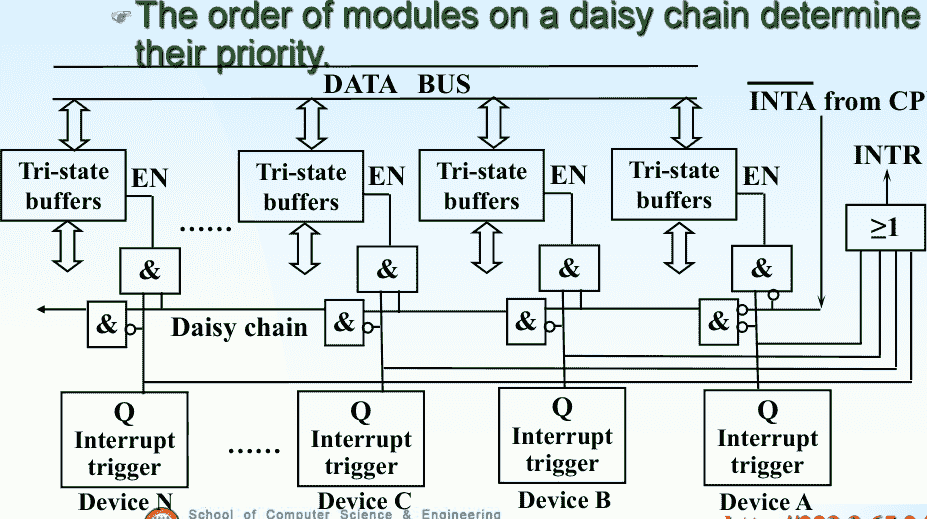 The order of modules on a daisy chain determine
their priority.
DATA BUS
INTA from CP
INTR
Tri-state buffers
EN
Tri-state buffers
EN
Tri-state buffers
EN
Tri-state buffers
EN
≥1
......
&
&
&
&
&
&
&
&
Daisy chain
Q
Interrupt
trigger
......
Q
Interrupt
trigger
Q
Interrupt
trigger
Q
Interrupt
trigger
Device N
Device C
Device B
Device A
School of Computer Science & Engineering